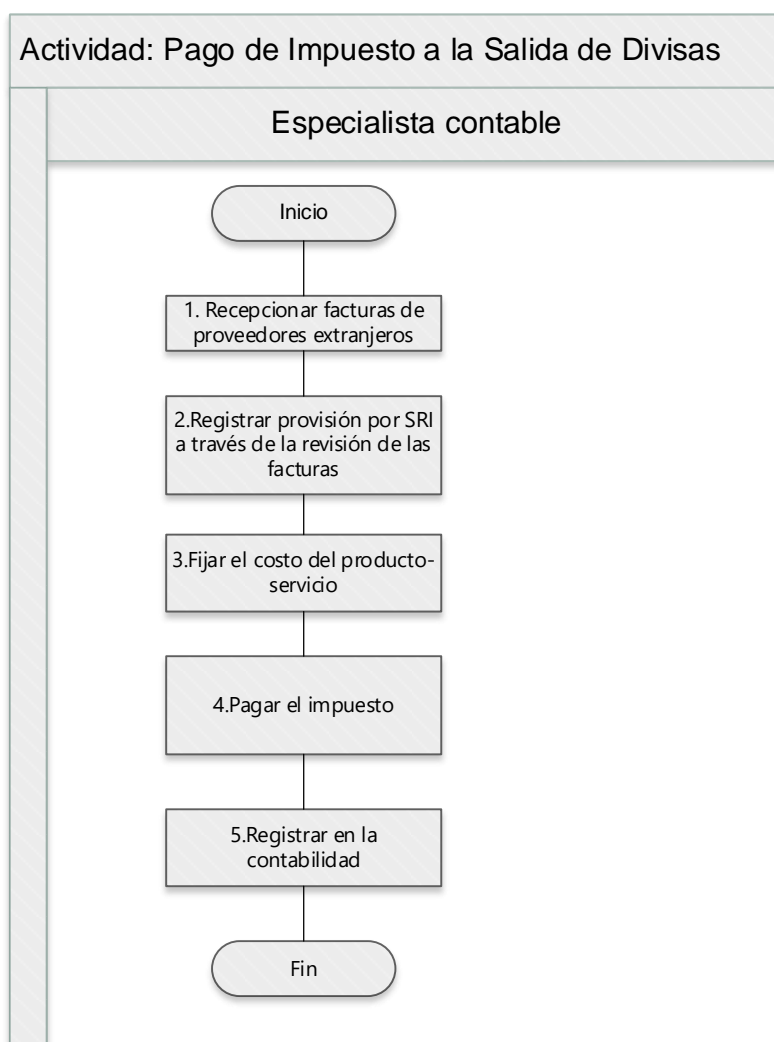 Actividad: Pago de Impuesto a la Salida de Divisas
Especialista contable
Inicio
1. Recepcionar facturas de
proveedores extranjeros
2.Registrar provisión por SRI
a través de la revisión de las
facturas
3.Fijar el costo del producto-
servicio
4.Pagar el impuesto
5.Registrar en la
contabilidad
Fin